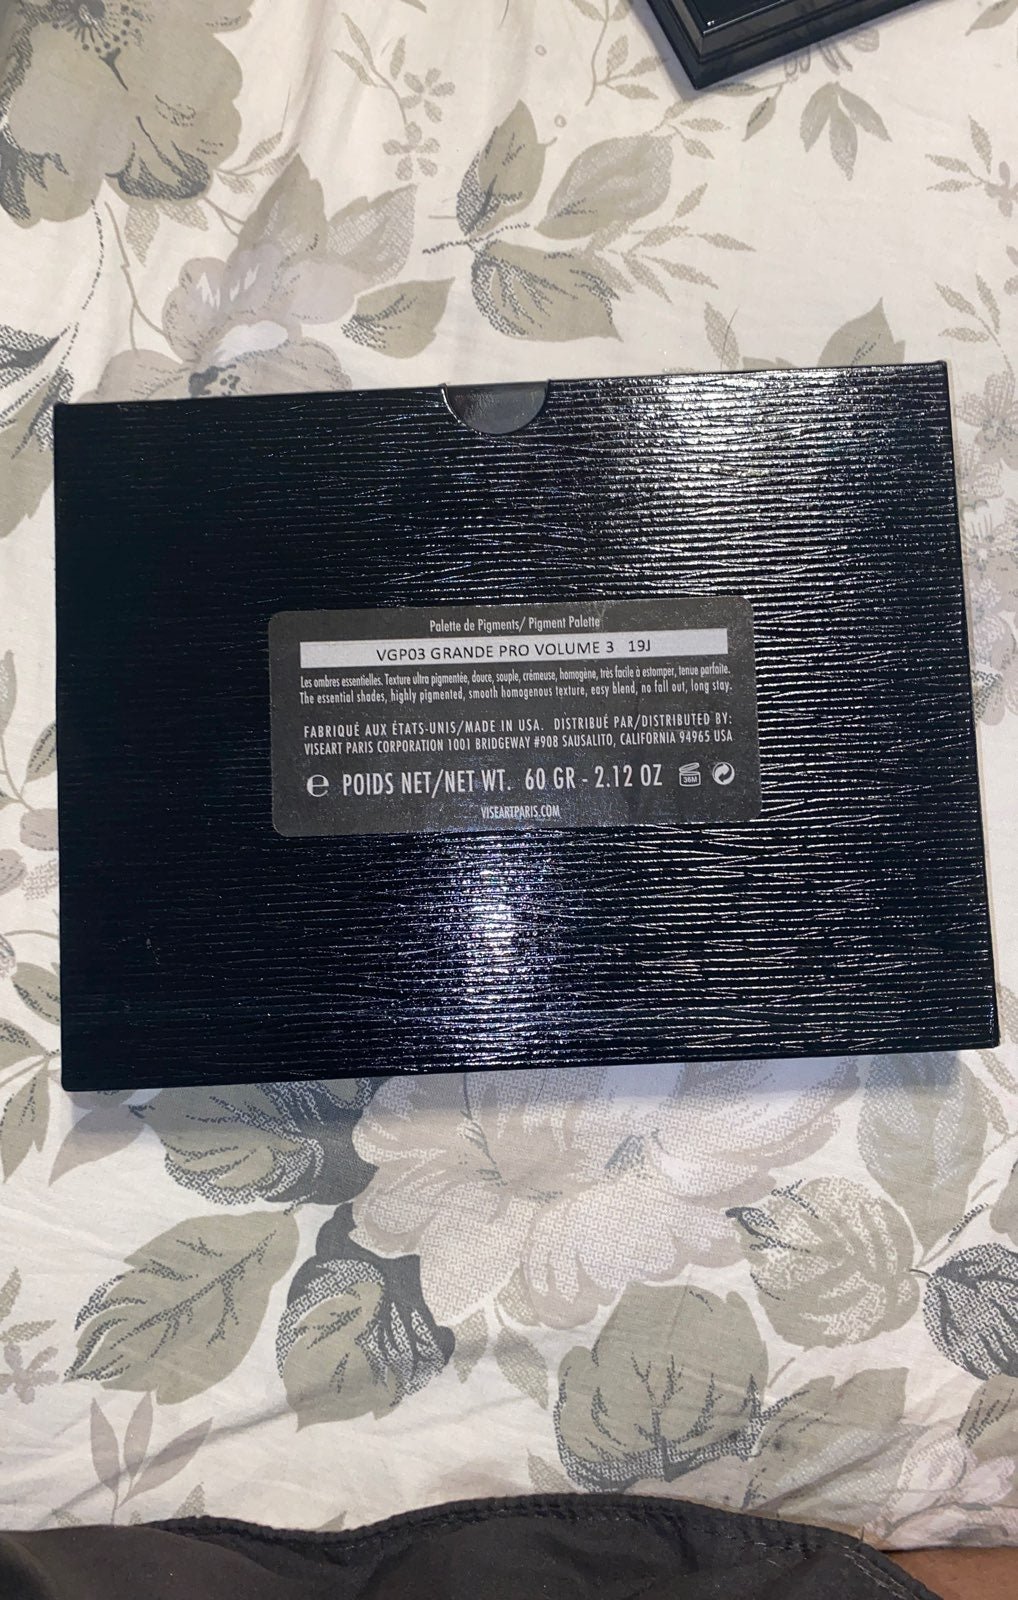 Palette de Pigments/ Pigment Palette
VGP03 GRANDE PRO VOLUME 3 19J
Les ombres essentielles. Texture ultra pigmentée, douce, souple, crémeuse, homogène, très facile à estomper, tenue parfaite.
The essential shades, highly pigmented, smooth homogenous texture, easy blend, no fall out, long stay.
FABRIQUÉ AUX ÉTATS-UNIS/MADE IN USA. DISTRIBUÉ PAR/DISTRIBUTED BY:
VISEART PARIS CORPORATION 1001 BRIDGEWAY #908 SAUSALITO, CALIFORNIA 94965 USA
℮ POIDS NET/NET WT. 60 GR - 2.12 OZ 36M
VISEARTPARIS.COM